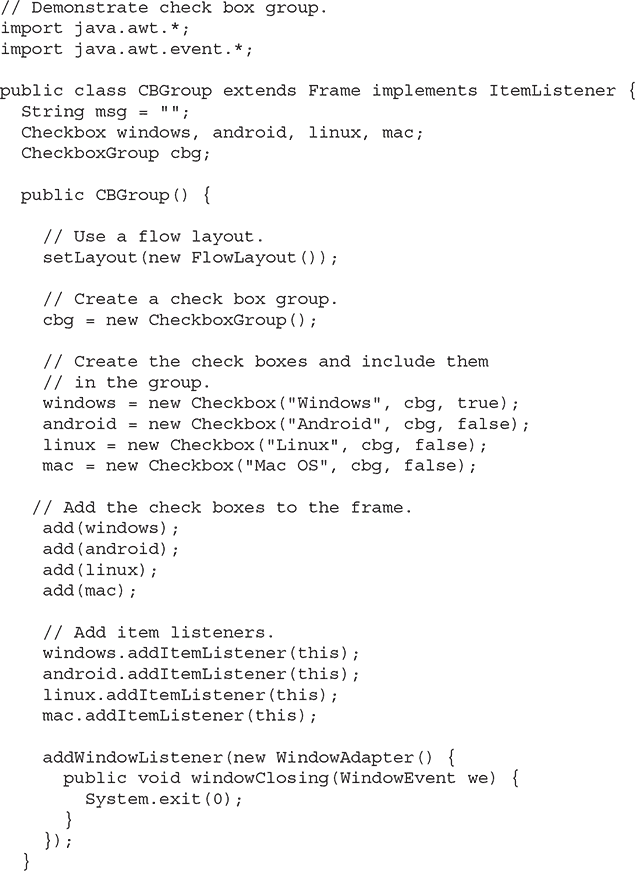 // Demonstrate check box group.
import java.awt.*;
import java.awt.event.*;

public class CBGroup extends Frame implements ItemListener {
  String msg = "";
  Checkbox windows, android, linux, mac;
  CheckboxGroup cbg;

  public CBGroup() {

    // Use a flow layout.
    setLayout(new FlowLayout());

    // Create a check box group.
    cbg = new CheckboxGroup();

    // Create the check boxes and include them
    // in the group.
    windows = new Checkbox("Windows", cbg, true);
    android = new Checkbox("Android", cbg, false);
    linux = new Checkbox("Linux", cbg, false);
    mac = new Checkbox("Mac OS", cbg, false);

   // Add the check boxes to the frame.
    add(windows);
    add(android);
    add(linux);
    add(mac);

    // Add item listeners.
    windows.addItemListener(this);
    android.addItemListener(this);
    linux.addItemListener(this);
    mac.addItemListener(this);

    addWindowListener(new WindowAdapter() {
      public void windowClosing(WindowEvent we) {
        System.exit(0);
      }
    });
  }